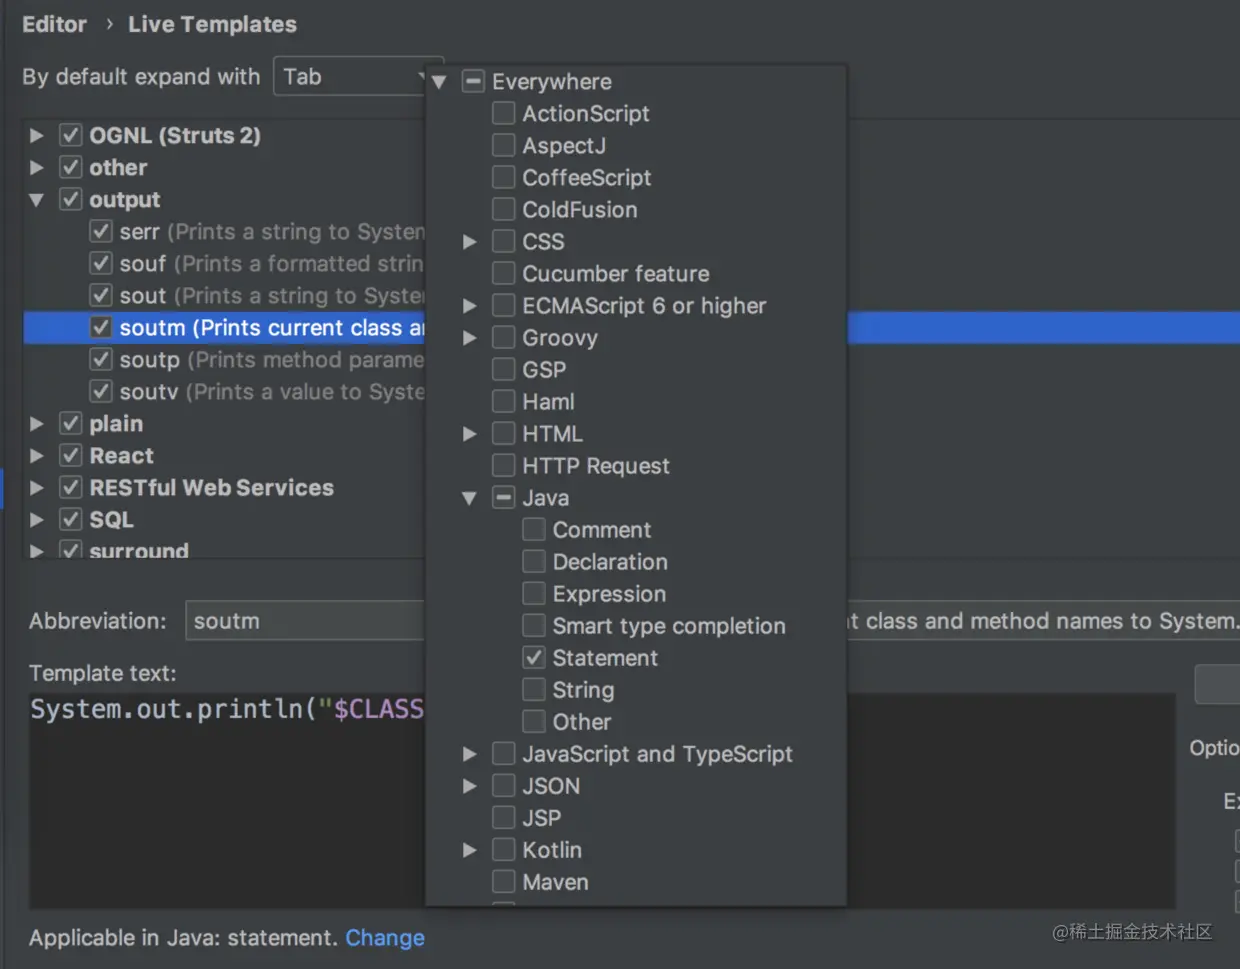 Editor › Live Templates
By default expand with Tab
OGNL (Struts 2)
other
output
serr (Prints a string to System
souf (Prints a formatted strin
sout (Prints a string to Syste
soutm (Prints current class a
soutp (Prints method parame
soutv (Prints a value to Syste
plain
React
RESTful Web Services
SQL
surround
Everywhere
ActionScript
AspectJ
CoffeeScript
ColdFusion
CSS
Cucumber feature
ECMAScript 6 or higher
Groovy
GSP
Haml
HTML
HTTP Request
Java
Comment
Declaration
Expression
Smart type completion
Statement
String
Other
JavaScript and TypeScript
JSON
JSP
Kotlin
Maven
Abbreviation: soutm
t class and method names to System.
Template text:
System.out.println("$CLASS
Optio
Ex
Applicable in Java: statement. Change
@稀土掘金技术社区